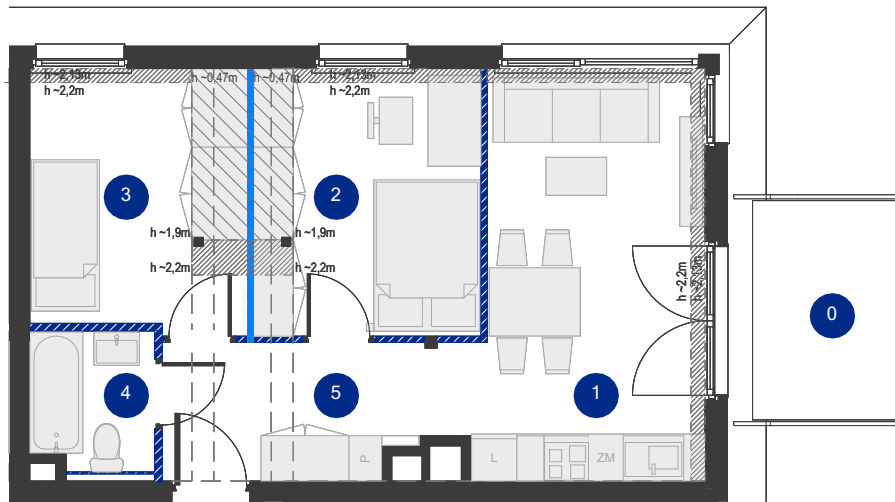 h ~2,13m
h ~2,2m
h ~0,47m
h ~0,47m
h ~2,13m
h ~2,2m
3
2
h ~1,9m
h ~1,9m
h ~2,2m
h ~2,2m
h ~2,2m
h ~2,13m
0
4
5
1
P
L
ZM